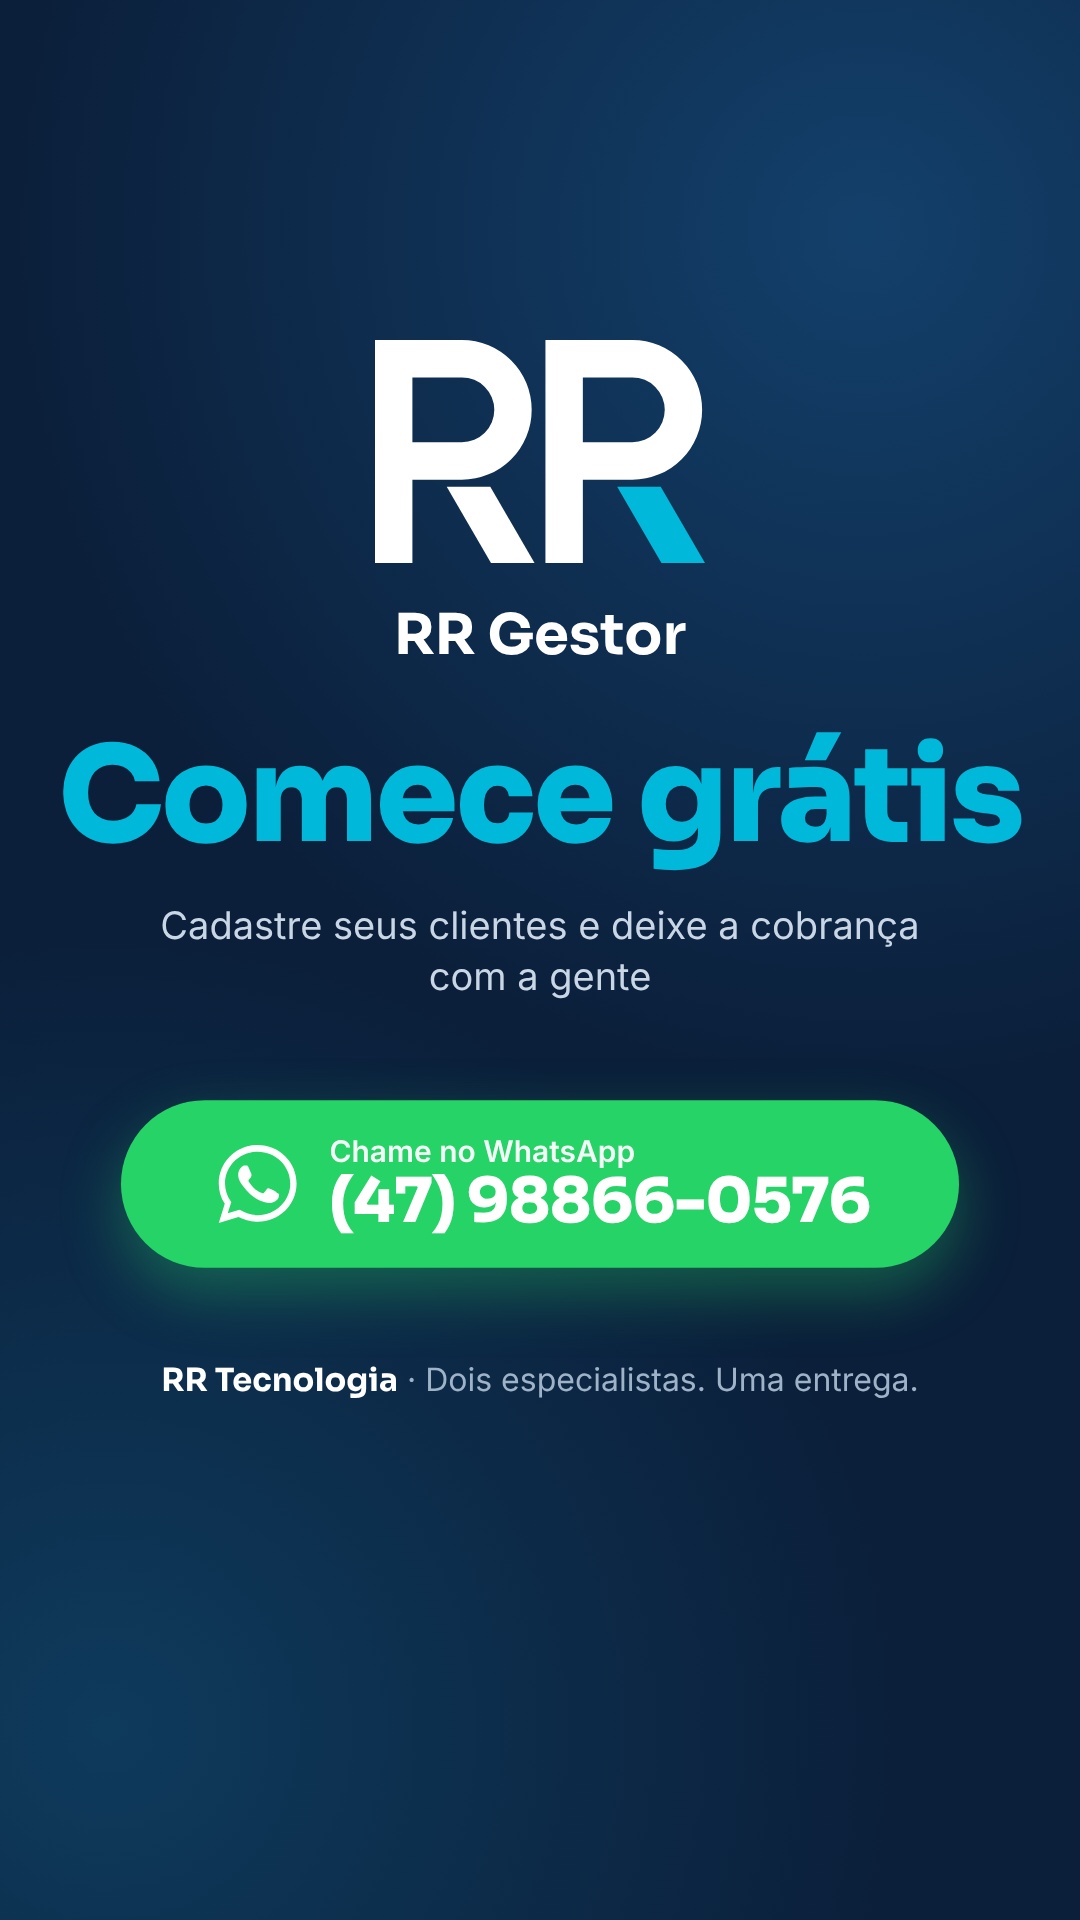 RR
RR Gestor
Comece grátis
Cadastre seus clientes e deixe a cobrança
com a gente
Chame no WhatsApp
(47) 98866-0576
RR Tecnologia · Dois especialistas. Uma entrega.